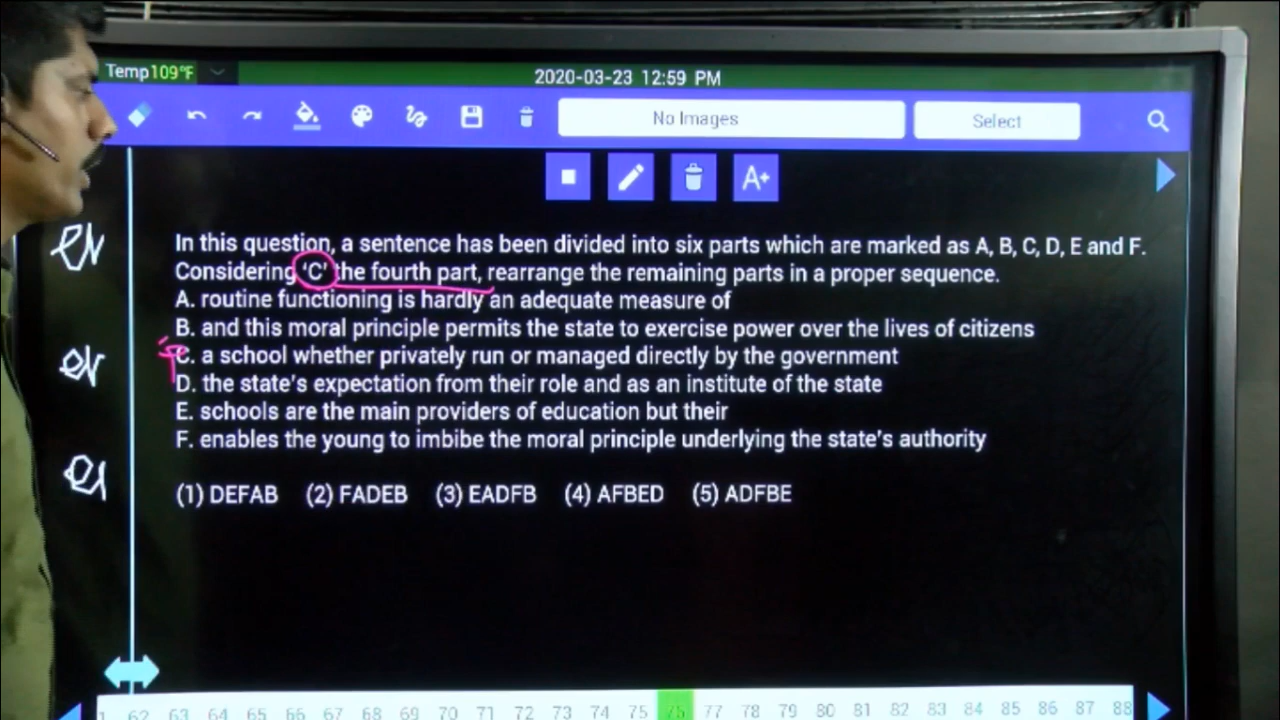 Temp109°F
2020-03-23 12:59 PM
No Images
Select
A+
In this question, a sentence has been divided into six parts which are marked as A, B, C, D, E and F.
Considering 'C' the fourth part, rearrange the remaining parts in a proper sequence.
A. routine functioning is hardly an adequate measure of
B. and this moral principle permits the state to exercise power over the lives of citizens
C. a school whether privately run or managed directly by the government
D. the state's expectation from their role and as an institute of the state
E. schools are the main providers of education but their
F. enables the young to imbibe the moral principle underlying the state's authority
(1) DEFAB (2) FADEB (3) EADFB (4) AFBED (5) ADFBE
62 63 64 65 66 67 68 69 70 71 72 73 74 75 75 77 78 79 80 81 82 83 84 85 86 87 88